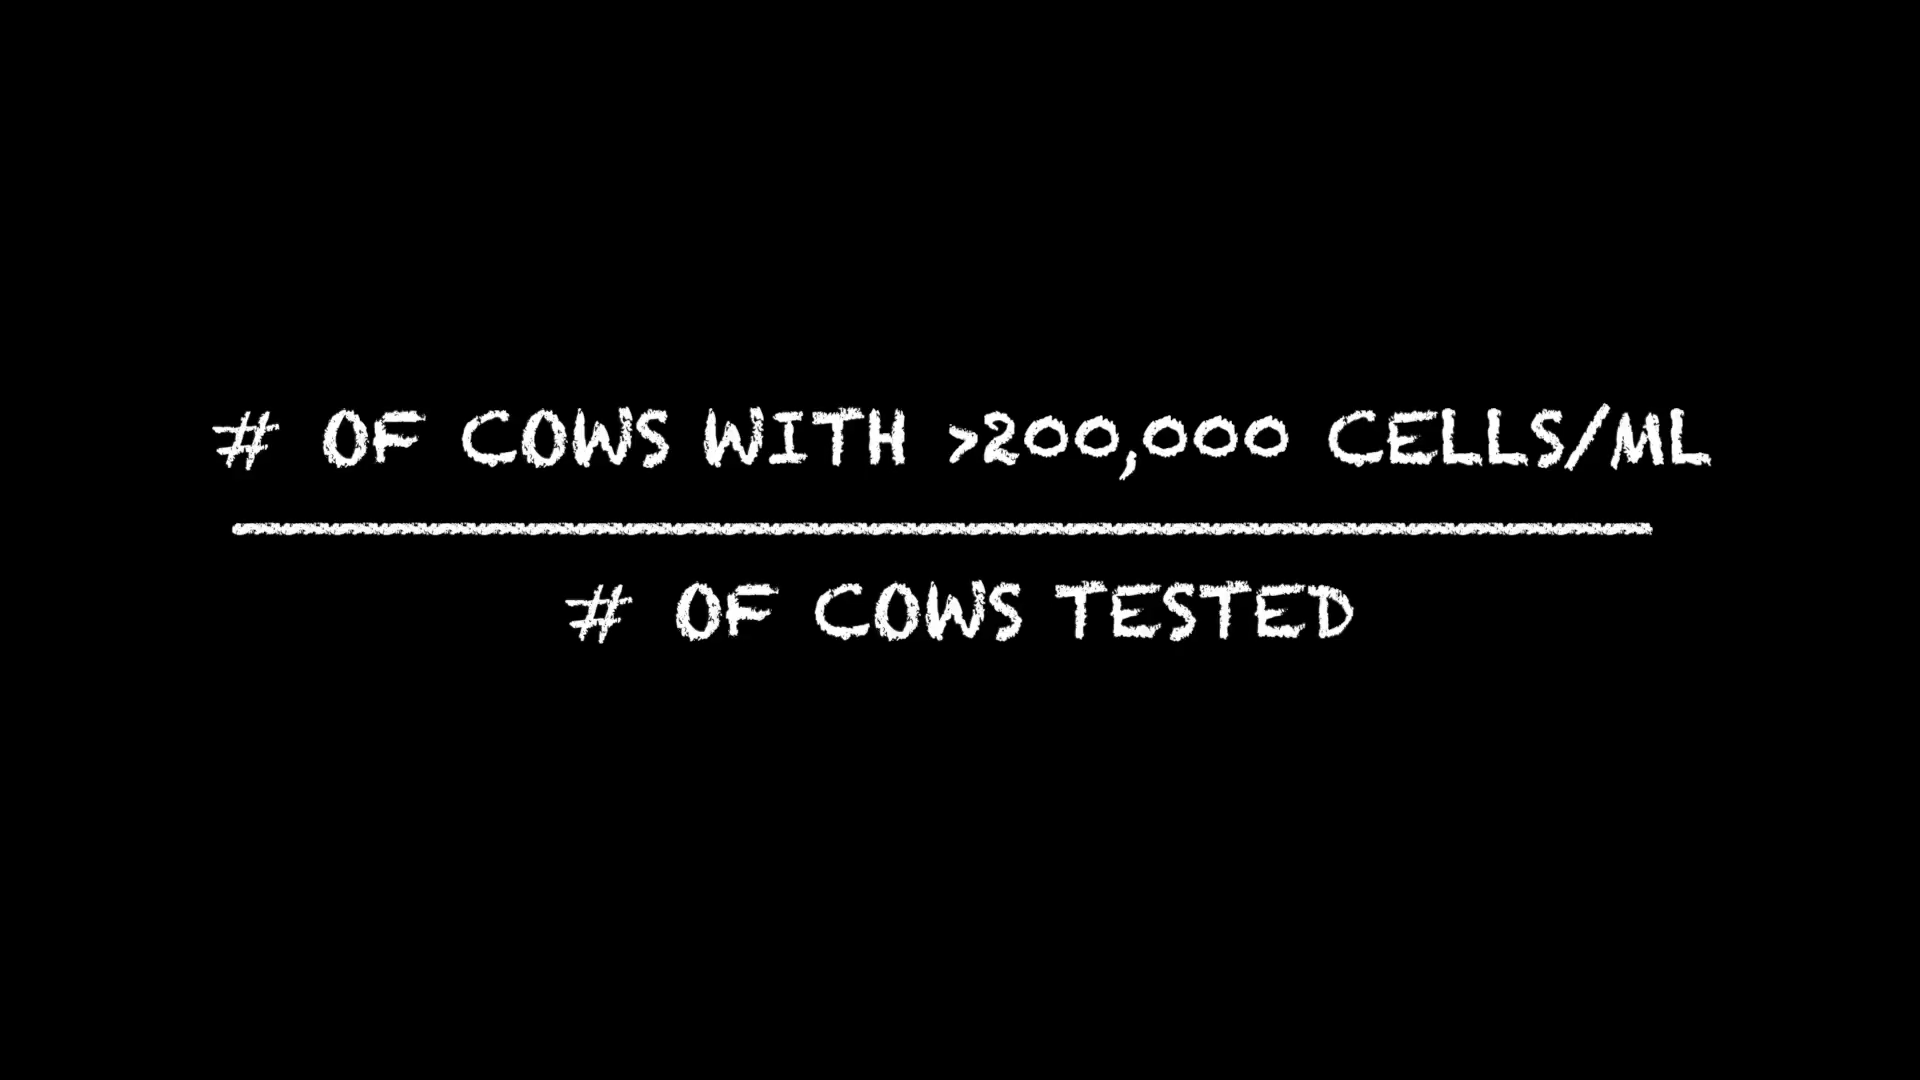 # OF COWS WITH >200,000 CELLS/ML
# OF COWS TESTED